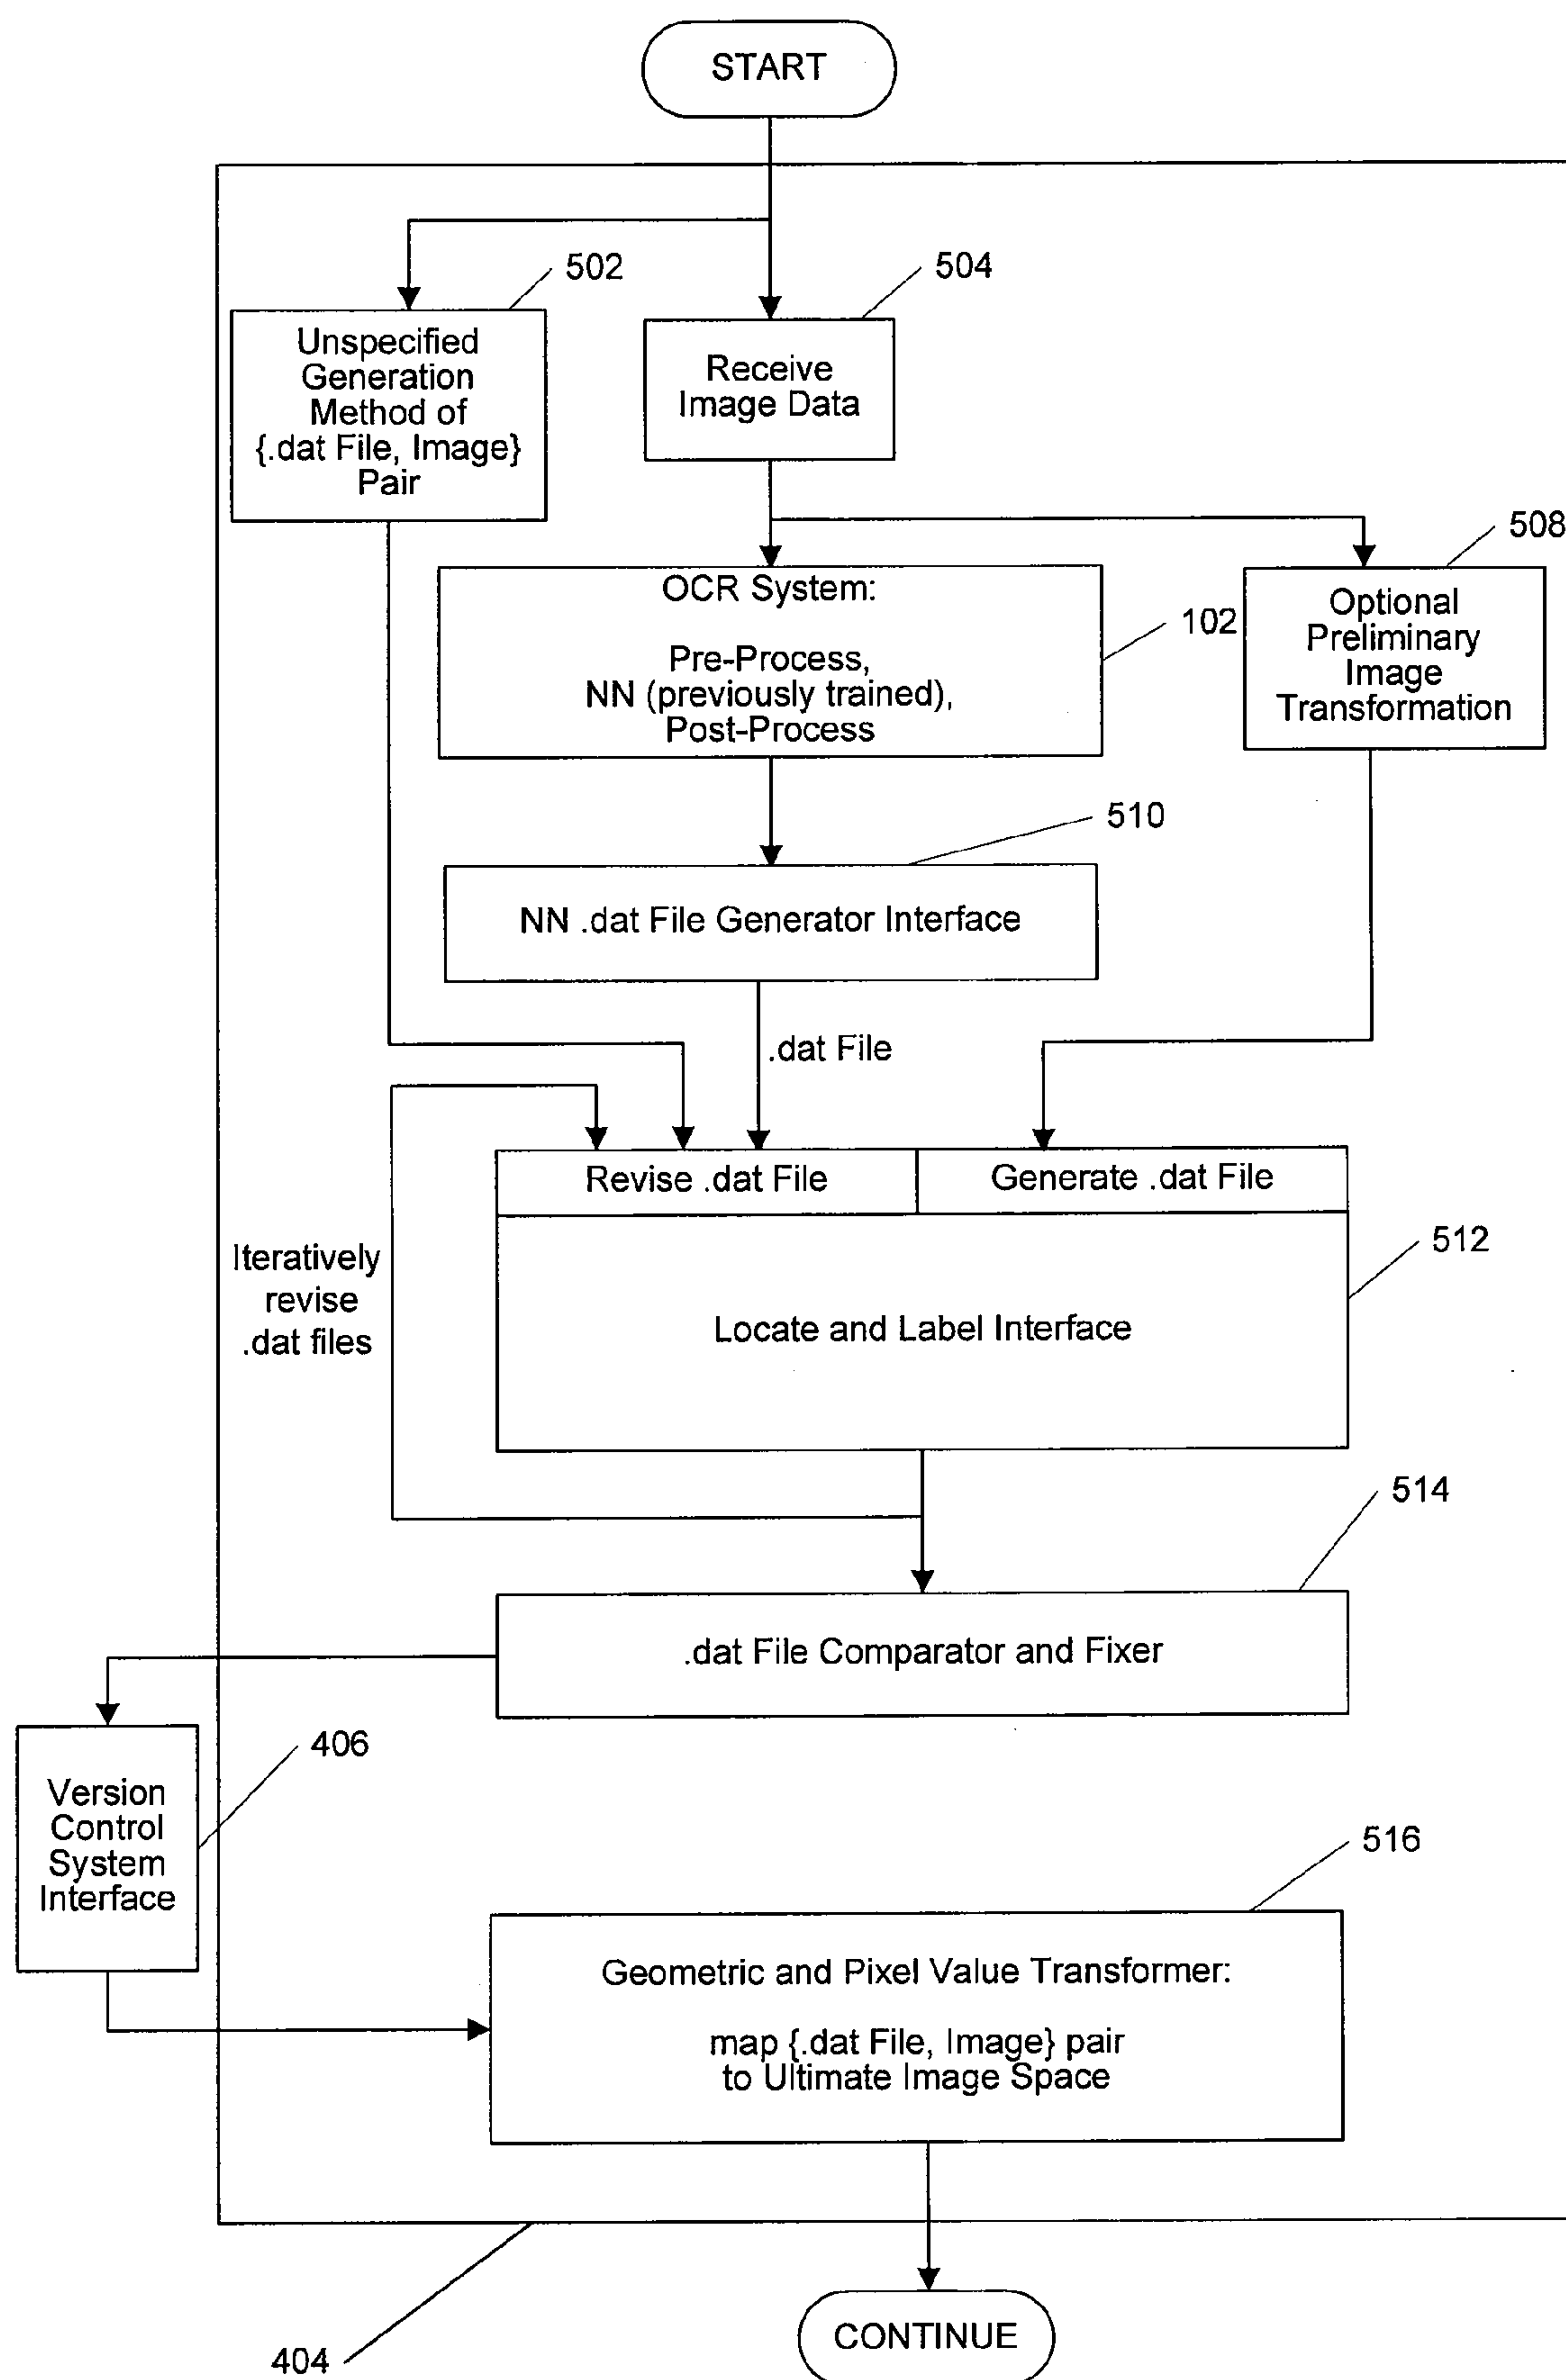 START
502
504
Unspecified
Generation
Method of
{.dat File, Image}
Pair
Receive
Image Data
508
OCR System:
Pre-Process,
NN (previously trained),
Post-Process
102
Optional
Preliminary
Image
Transformation
510
NN .dat File Generator Interface
.dat File
Revise .dat File
Generate .dat File
Iteratively
revise
.dat files
512
Locate and Label Interface
514
.dat File Comparator and Fixer
406
Version
Control
System
Interface
516
Geometric and Pixel Value Transformer:
map {.dat File, Image} pair
to Ultimate Image Space
CONTINUE
404